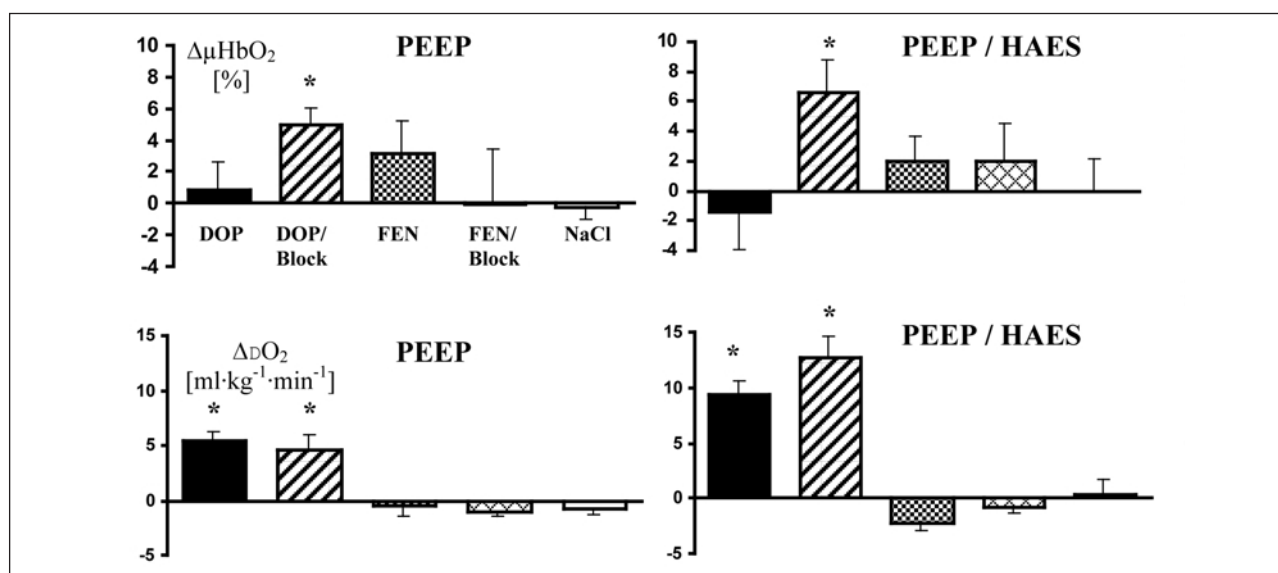 PEEP
ΔμHbO₂
[%]
*
10
8
6
4
2
0
-2
-4
DOP
DOP/
Block
FEN
FEN/
Block
NaCl
PEEP / HAES
*
10
8
6
4
2
0
-2
-4
PEEP
ΔDO₂
[ml·kg⁻¹·min⁻¹]
* *
15
10
5
0
-5
PEEP / HAES
* *
15
10
5
0
-5